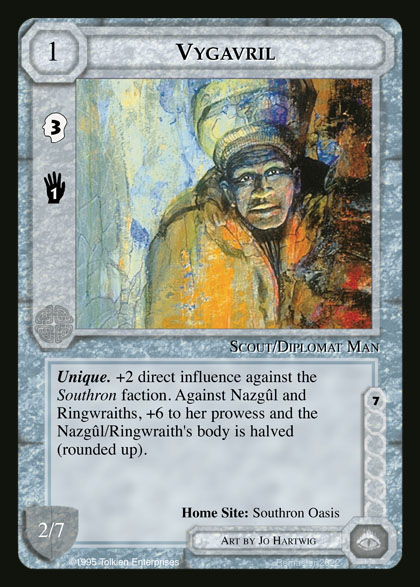 1
VYGAVRIL
3
1
SCOUT/DIPLOMAT MAN
Unique. +2 direct influence against the
Southron faction. Against Nazgûl and
Ringwraiths, +6 to her prowess and the
Nazgûl/Ringwraith's body is halved
(rounded up).
7
Home Site: Southron Oasis
2/7
ART BY JO HARTWIG
©1995 Tolkien Enterprises